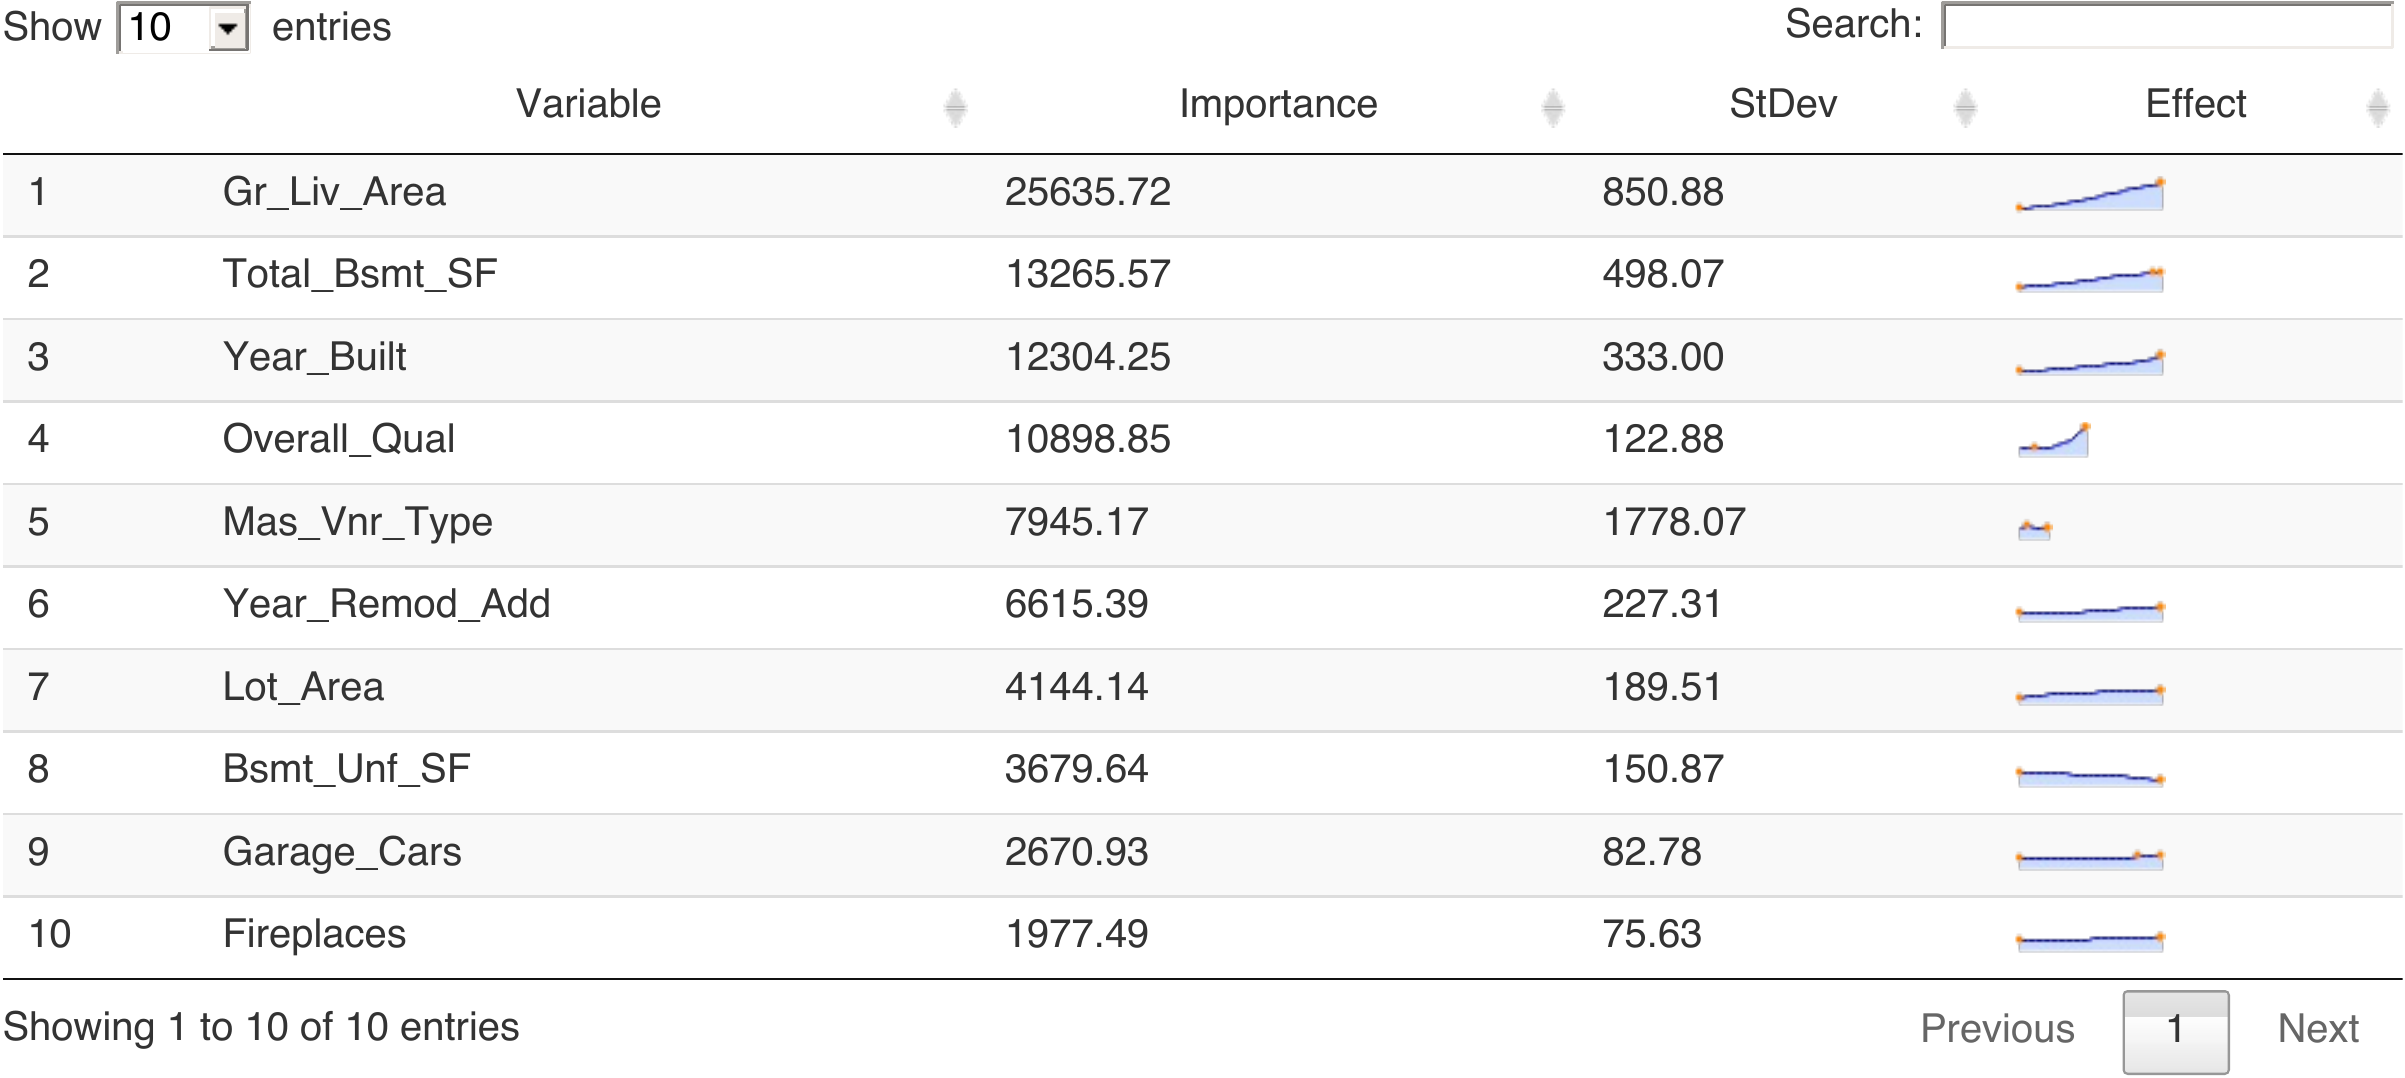 Show 10 entries Search:
Variable Importance StDev Effect
1 Gr_Liv_Area 25635.72 850.88
2 Total_Bsmt_SF 13265.57 498.07
3 Year_Built 12304.25 333.00
4 Overall_Qual 10898.85 122.88
5 Mas_Vnr_Type 7945.17 1778.07
6 Year_Remod_Add 6615.39 227.31
7 Lot_Area 4144.14 189.51
8 Bsmt_Unf_SF 3679.64 150.87
9 Garage_Cars 2670.93 82.78
10 Fireplaces 1977.49 75.63
Showing 1 to 10 of 10 entries Previous 1 Next